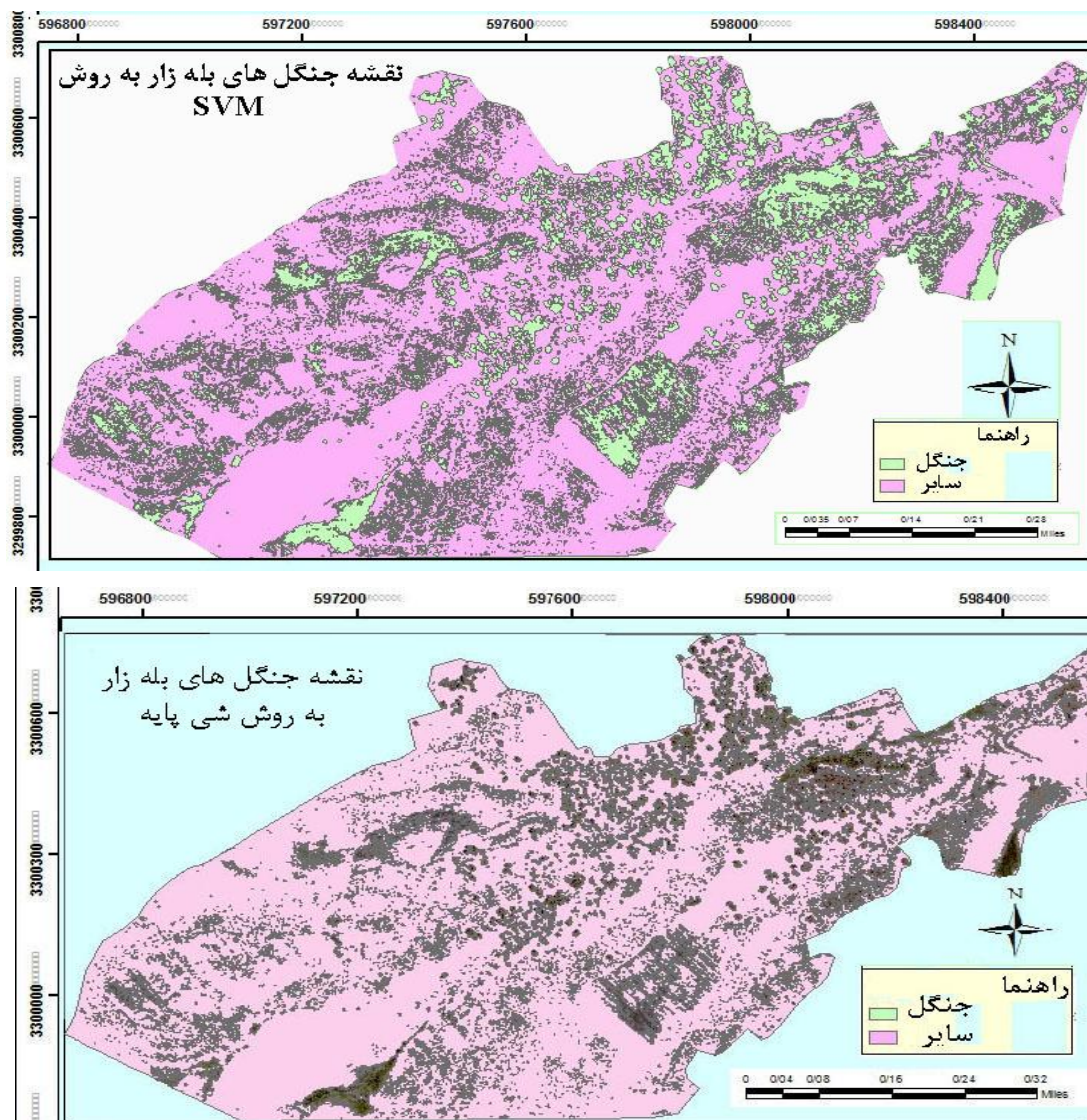 596800 597200 597600 598000 598400
نقشه جنگل های بله زار به روش
SVM
3300800
3300600
3300400
3300200
3300000
3299800
N
راهنما
جنگل
سایر
0 0/035 0/07 0/14 0/21 0/28
Miles
596800 597200 597600 598000 598400
نقشه جنگل های بله زار
به روش شی پایه
3300600
3300300
3300000
N
راهنما
جنگل
سایر
0 0/04 0/08 0/16 0/24 0/32
Miles